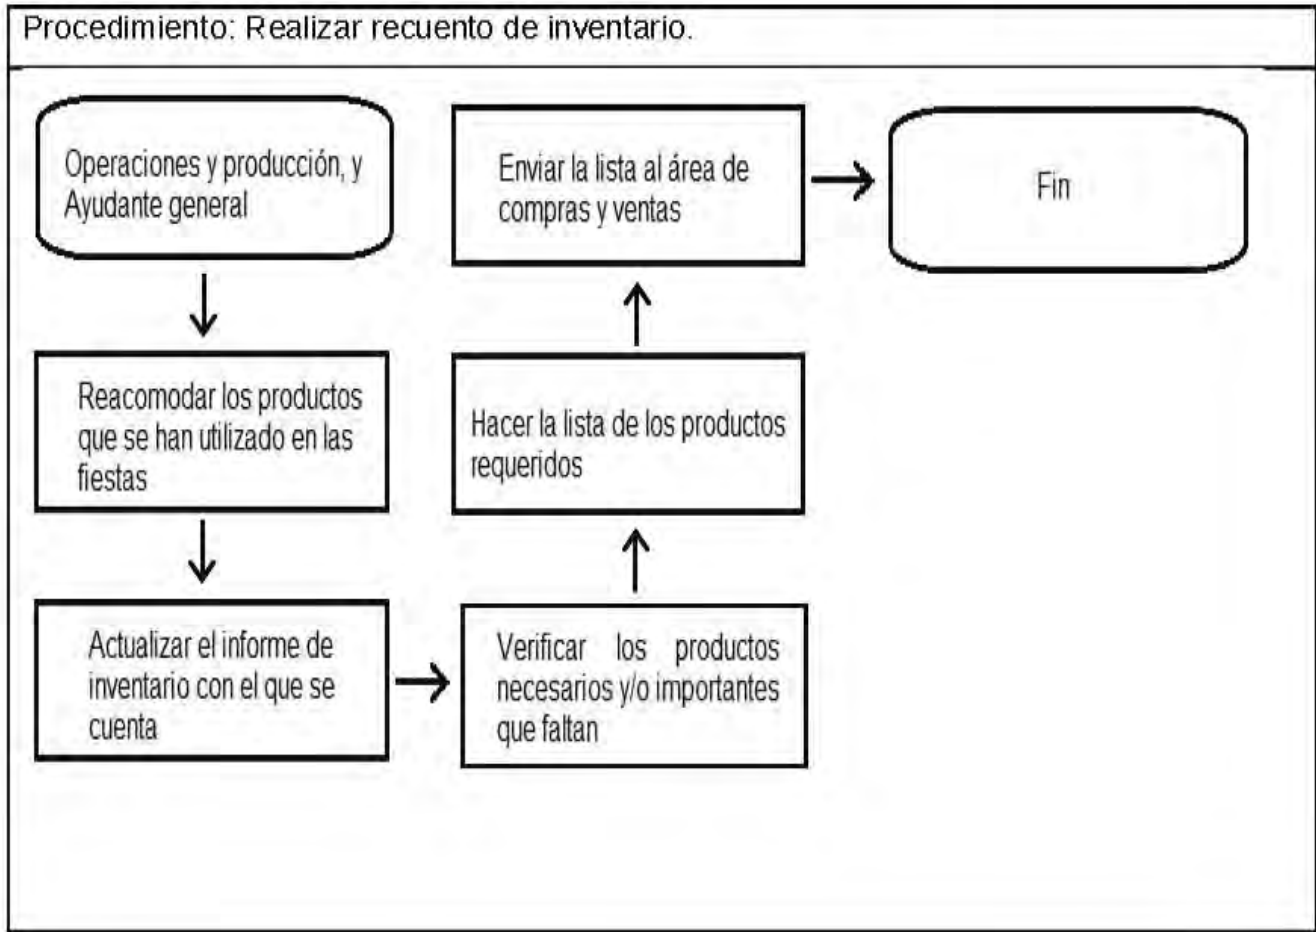 Procedimiento: Realizar recuento de inventario.
Operaciones y producción, y
Ayudante general
Reacomodar los productos
que se han utilizado en las
fiestas
Actualizar el informe de
inventario con el que se
cuenta
Verificar los productos
necesarios y/o importantes
que faltan
Hacer la lista de los productos
requeridos
Enviar la lista al área de
compras y ventas
Fin